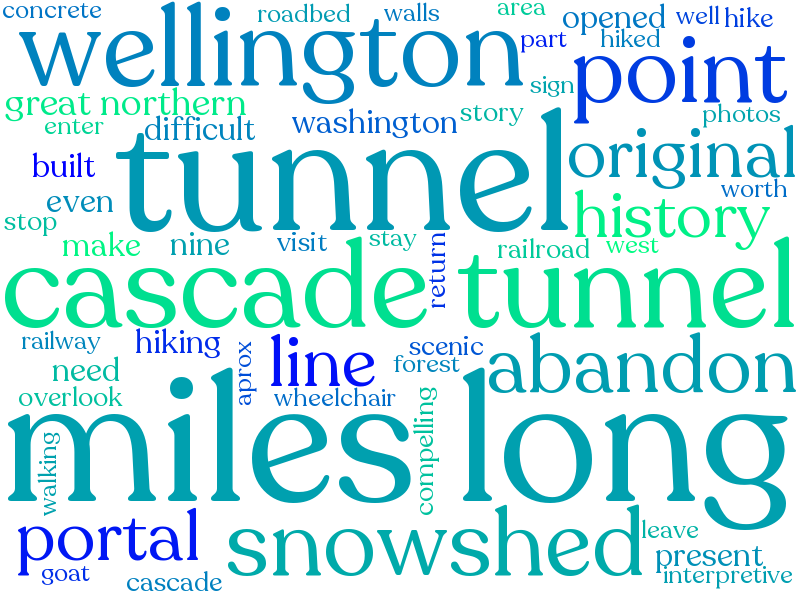 concrete
roadbed
walls
area
wellington
opened
well
hike
part
hiked
point
sign
great northern
enter
difficult
washington
story
photos
tunnel
original
built
worth
even
history
stop
make
nine
visit
stay
return
railroad
west
cascade tunnel
railway
hiking
line
scenic
forest
abandon
need
aprox
overlook
wheelchair
compelling
miles long
walking
portal
snowshed
leave
present
goat
cascade
interpretive